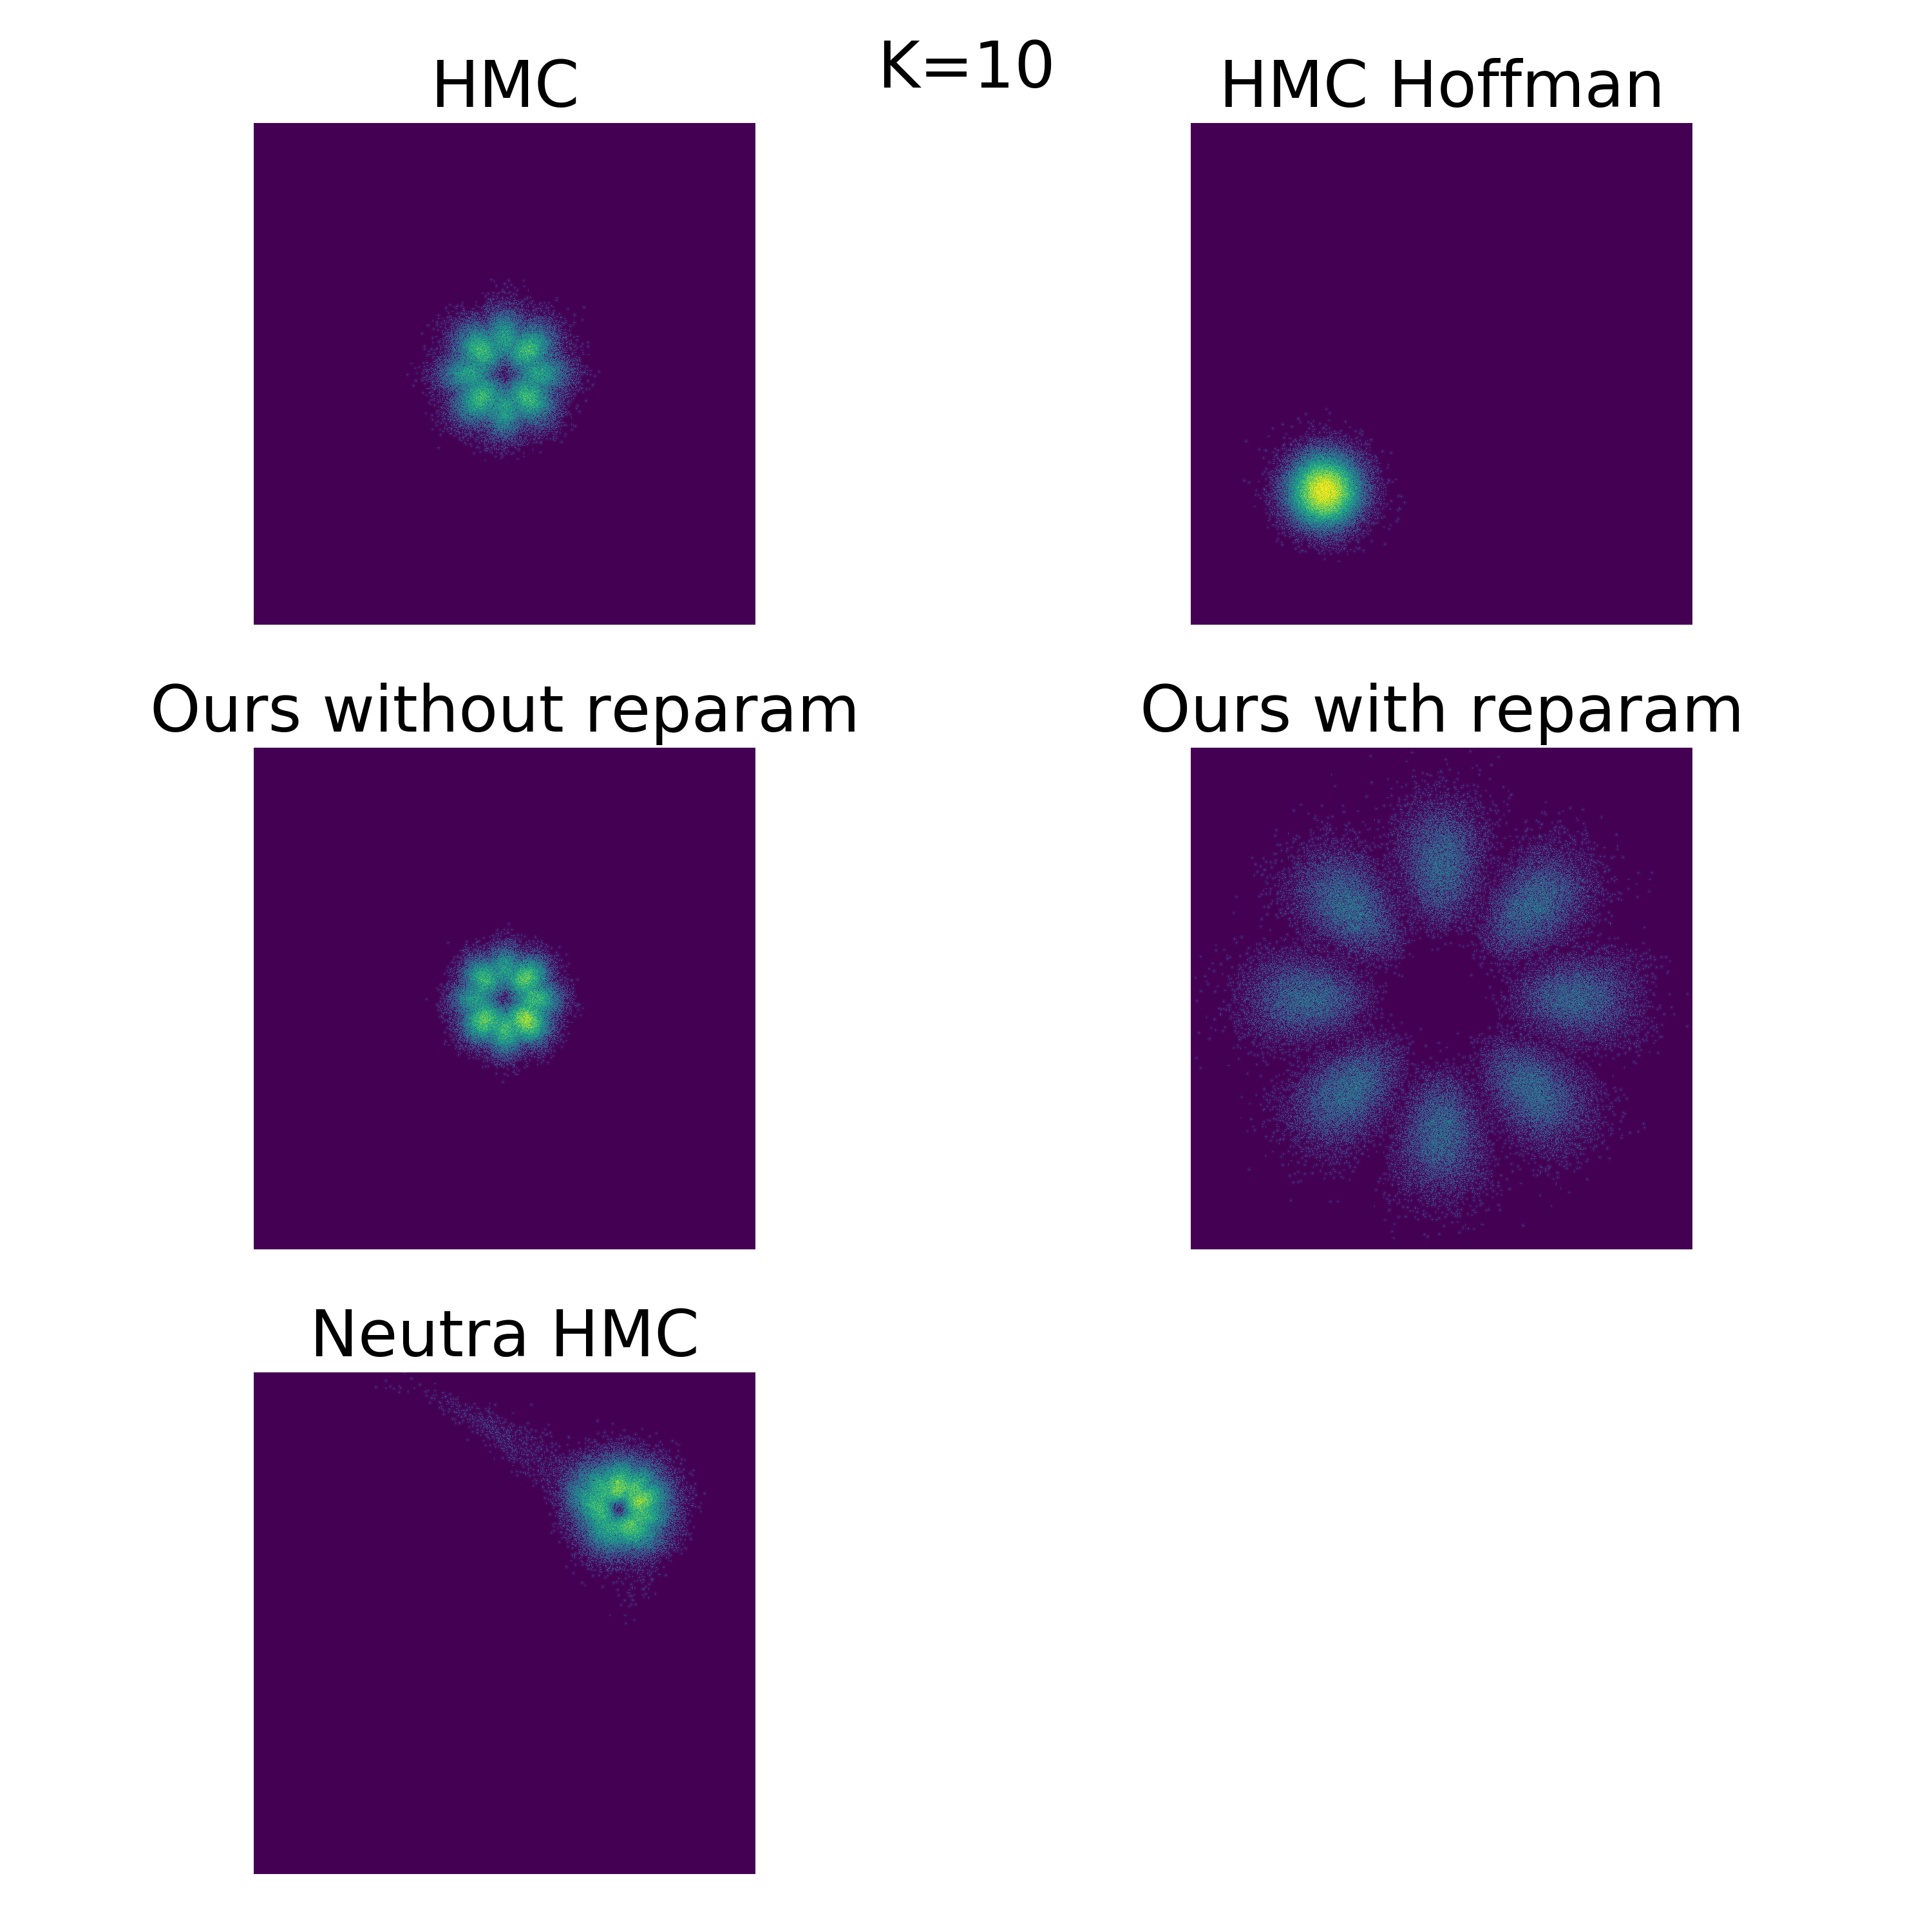 K=10
HMC
HMC Hoffman
Ours without reparam
Ours with reparam
Neutra HMC